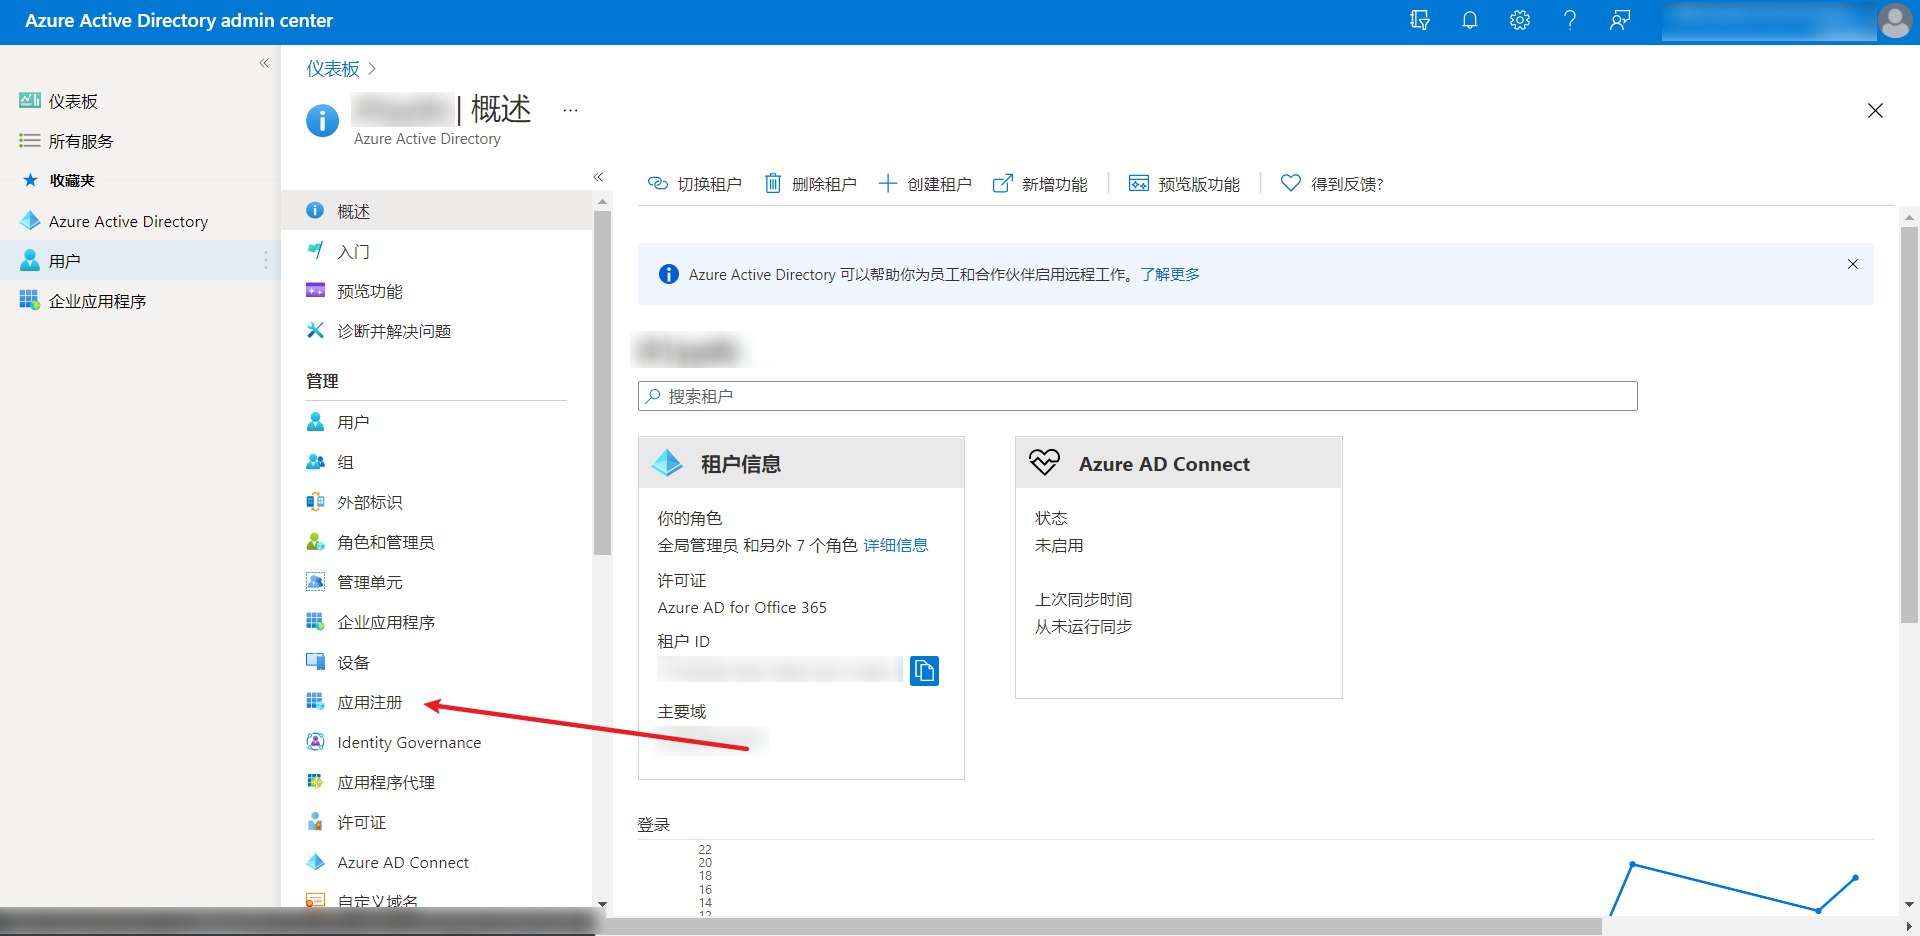 Azure Active Directory admin center
仪表板
所有服务
收藏夹
Azure Active Directory
用户
企业应用程序
仪表板 >
| 概述 ...
Azure Active Directory
概述
入门
预览功能
诊断并解决问题
管理
用户
组
外部标识
角色和管理员
管理单元
企业应用程序
设备
应用注册
Identity Governance
应用程序代理
许可证
Azure AD Connect
自定义域名
切换租户
删除租户
创建租户
新增功能
预览版功能
得到反馈?
Azure Active Directory 可以帮助你为员工和合作伙伴启用远程工作。了解更多
搜索租户
租户信息
你的角色
全局管理员 和另外 7 个角色 详细信息
许可证
Azure AD for Office 365
租户 ID
主要域
Azure AD Connect
状态
未启用
上次同步时间
从未运行同步
登录
22
20
18
16
14
12